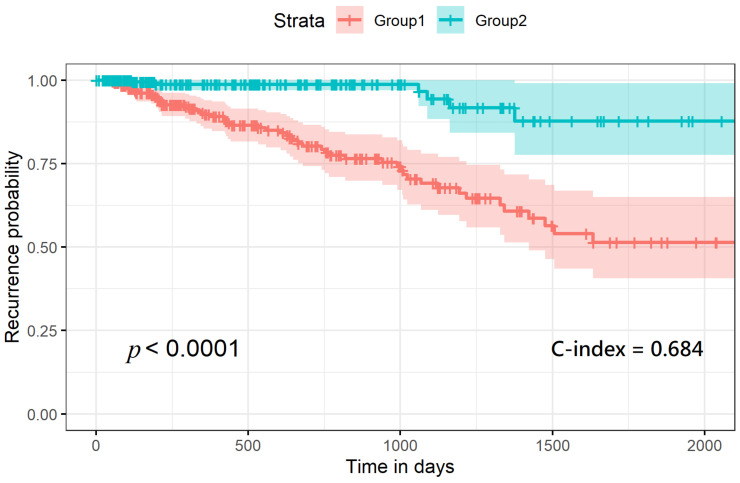 Strata Group1 Group2
1.00
0.75
0.50
0.25
0.00
Recurrence probability
p < 0.0001
C-index = 0.684
0 500 1000 1500 2000
Time in days